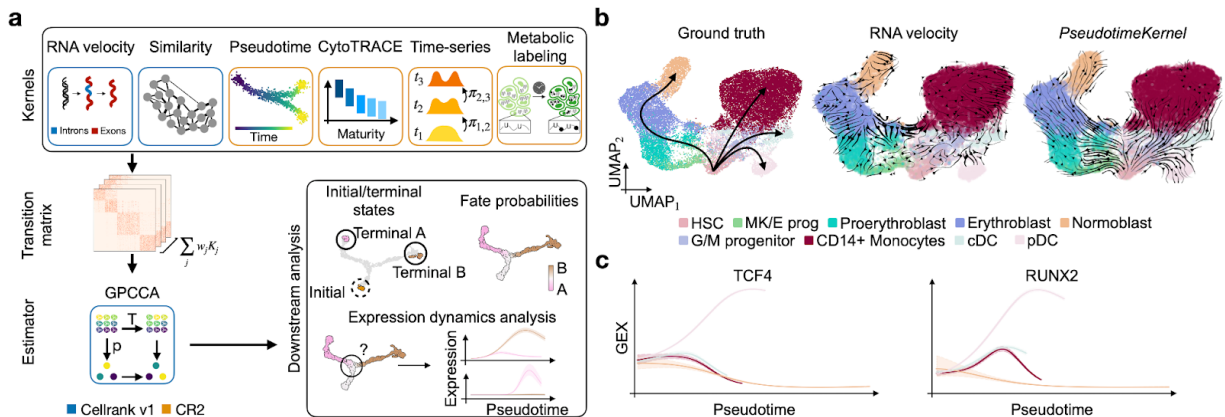 a
Kernels
RNA velocity
Similarity
Pseudotime
CytoTRACE
Time-series
Metabolic
labeling
Introns
Exons
Time
Maturity
t3
t2
t1
π2,3
π1,2
Transition
matrix
∑ wjKj
j
Estimator
GPCCA
T
p
Cellrank v1
CR2
Downstream analysis
Initial/terminal
states
Terminal A
Terminal B
Initial
Fate probabilities
B
A
Expression dynamics analysis
?
Expression
Pseudotime
b
Ground truth
RNA velocity
PseudotimeKernel
UMAP2
UMAP1
HSC
MK/E prog
Proerythroblast
Erythroblast
Normoblast
G/M progenitor
CD14+ Monocytes
cDC
pDC
c
TCF4
RUNX2
GEX
Pseudotime
Pseudotime